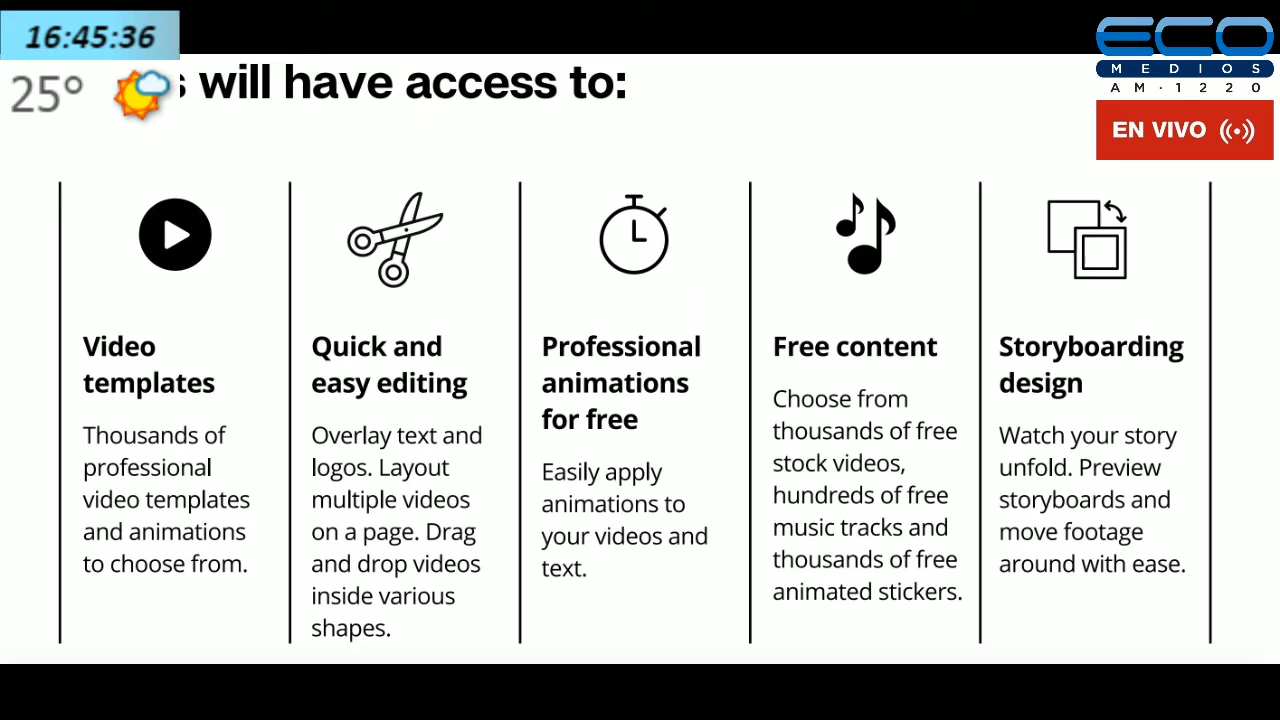 16:45:36
25°
s will have access to:
ECO
MEDIOS
AM·1220
EN VIVO
Video
templates
Thousands of
professional
video templates
and animations
to choose from.
Quick and
easy editing
Overlay text and
logos. Layout
multiple videos
on a page. Drag
and drop videos
inside various
shapes.
Professional
animations
for free
Easily apply
animations to
your videos and
text.
Free content
Choose from
thousands of free
stock videos,
hundreds of free
music tracks and
thousands of free
animated stickers.
Storyboarding
design
Watch your story
unfold. Preview
storyboards and
move footage
around with ease.